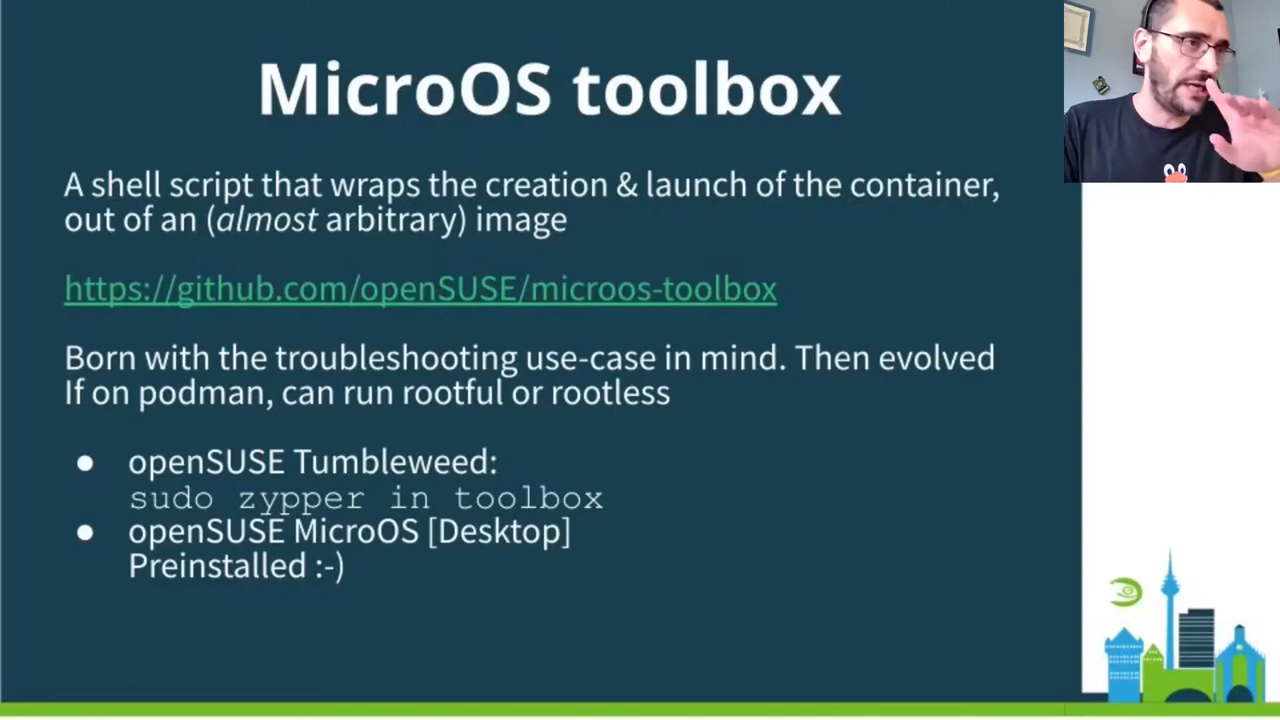 MicroOS toolbox
A shell script that wraps the creation & launch of the container,
out of an (almost arbitrary) image
https://github.com/openSUSE/microos-toolbox
Born with the troubleshooting use-case in mind. Then evolved
If on podman, can run rootful or rootless
● openSUSE Tumbleweed:
sudo zypper in toolbox
● openSUSE MicroOS [Desktop]
Preinstalled :-)